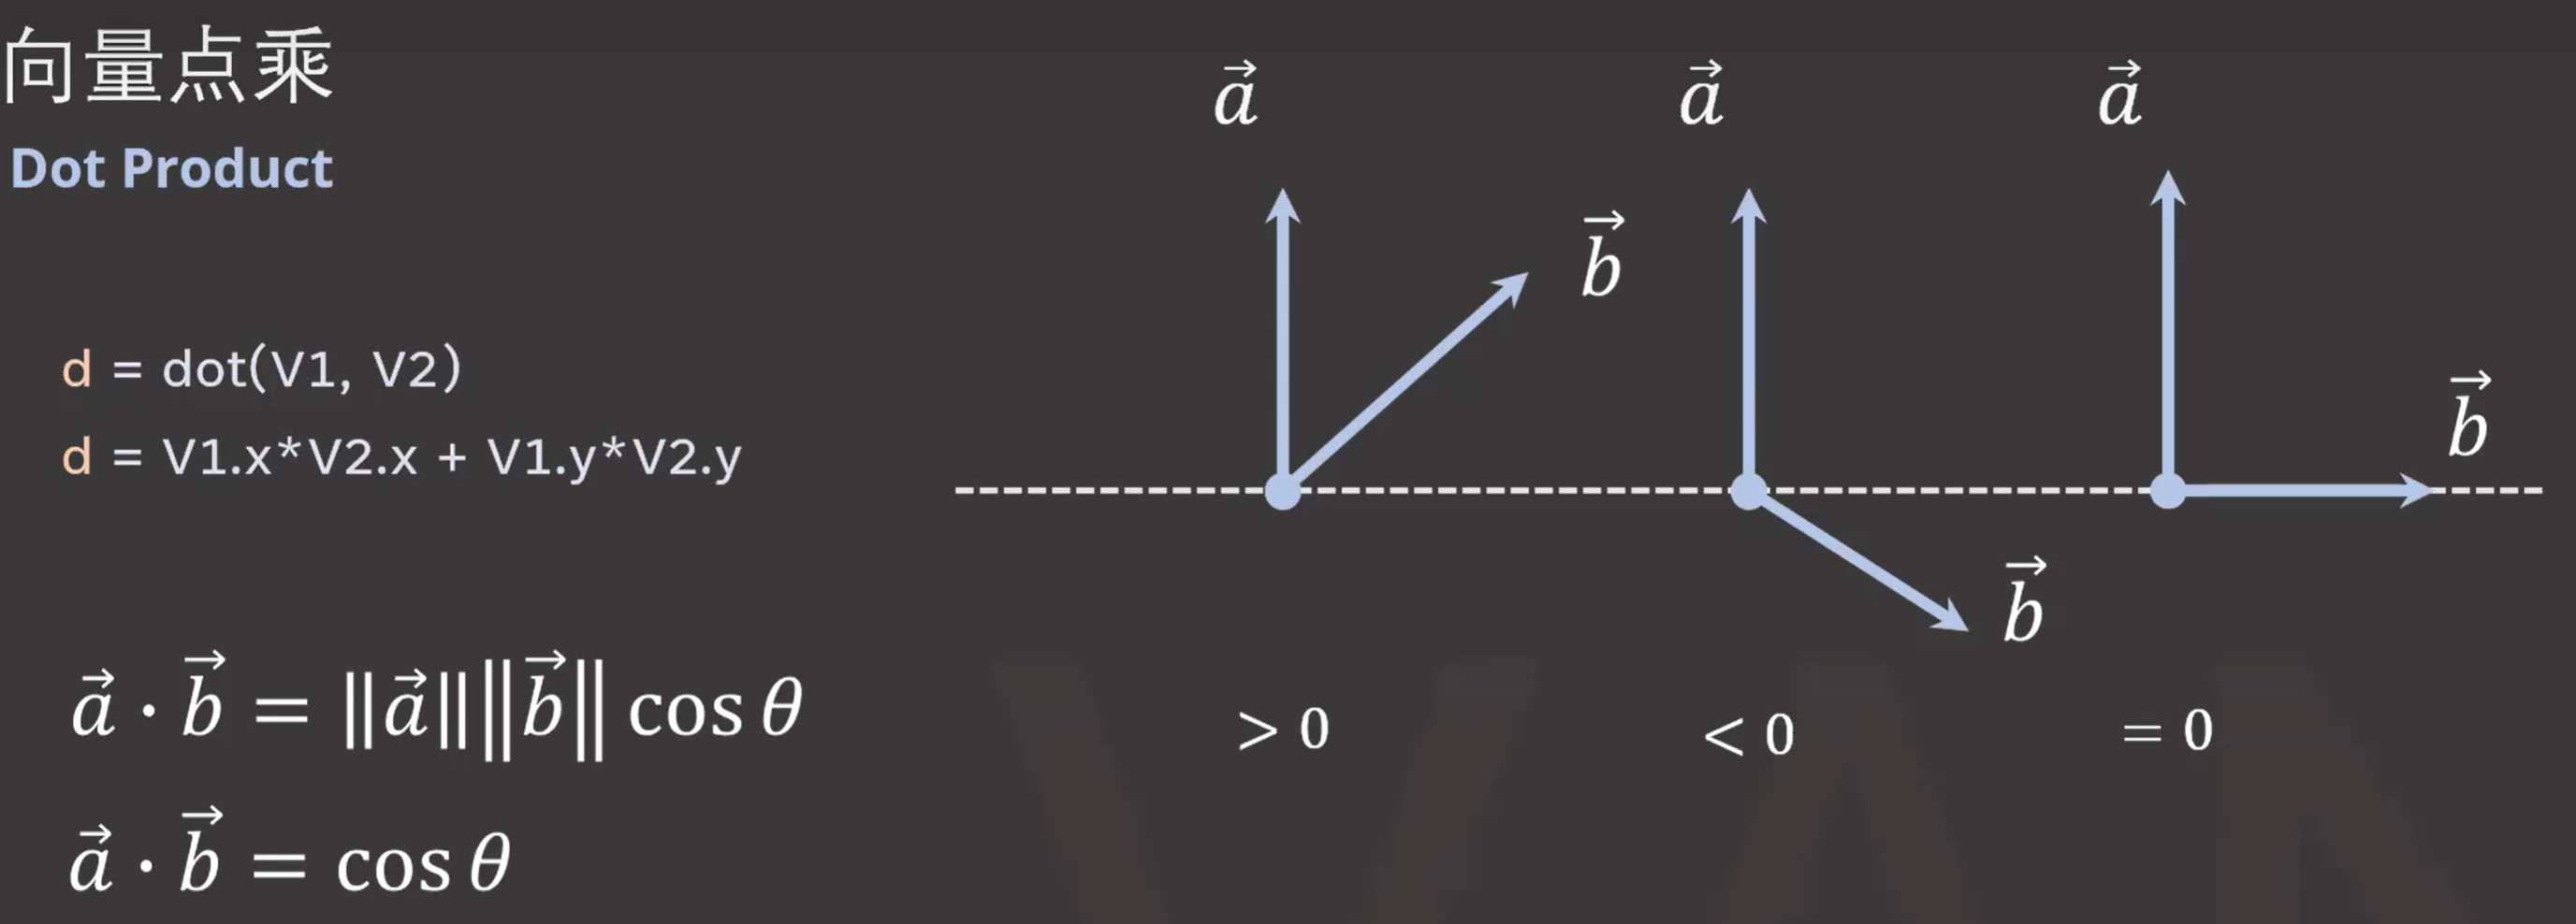 向量点乘
Dot Product
d = dot(V1, V2)
d = V1.x*V2.x + V1.y*V2.y
$\vec{a} \cdot \vec{b} = \|\vec{a}\| \|\vec{b}\| \cos\theta$
$\vec{a} \cdot \vec{b} = \cos\theta$
$\vec{a}$
$\vec{b}$
> 0
$\vec{a}$
$\vec{b}$
< 0
$\vec{a}$
$\vec{b}$
= 0